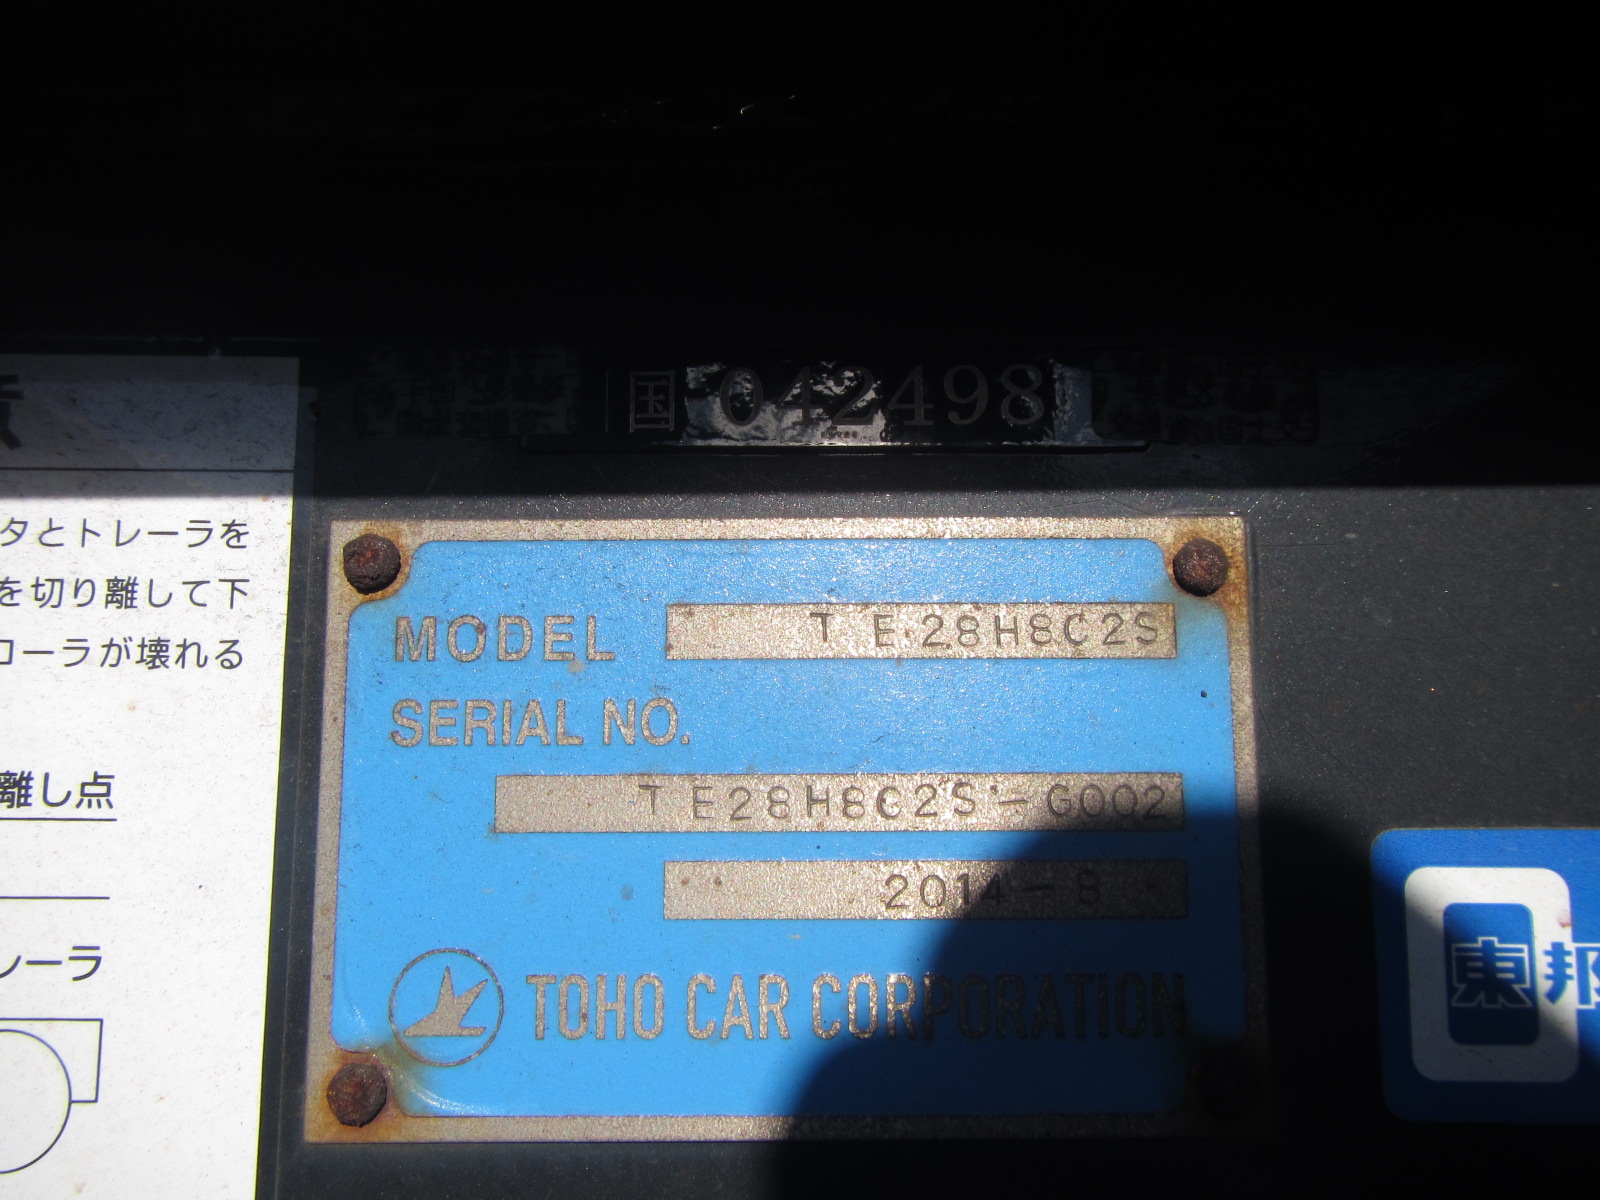 国 042498
タとトレーラを
を切り離して下
ローラが壊れる
離し点
レーラ
MODEL TE28H8C2S
SERIAL NO.
TE28H8C2S-G002
2014-8
TOHO CAR CORPORATION
東邦